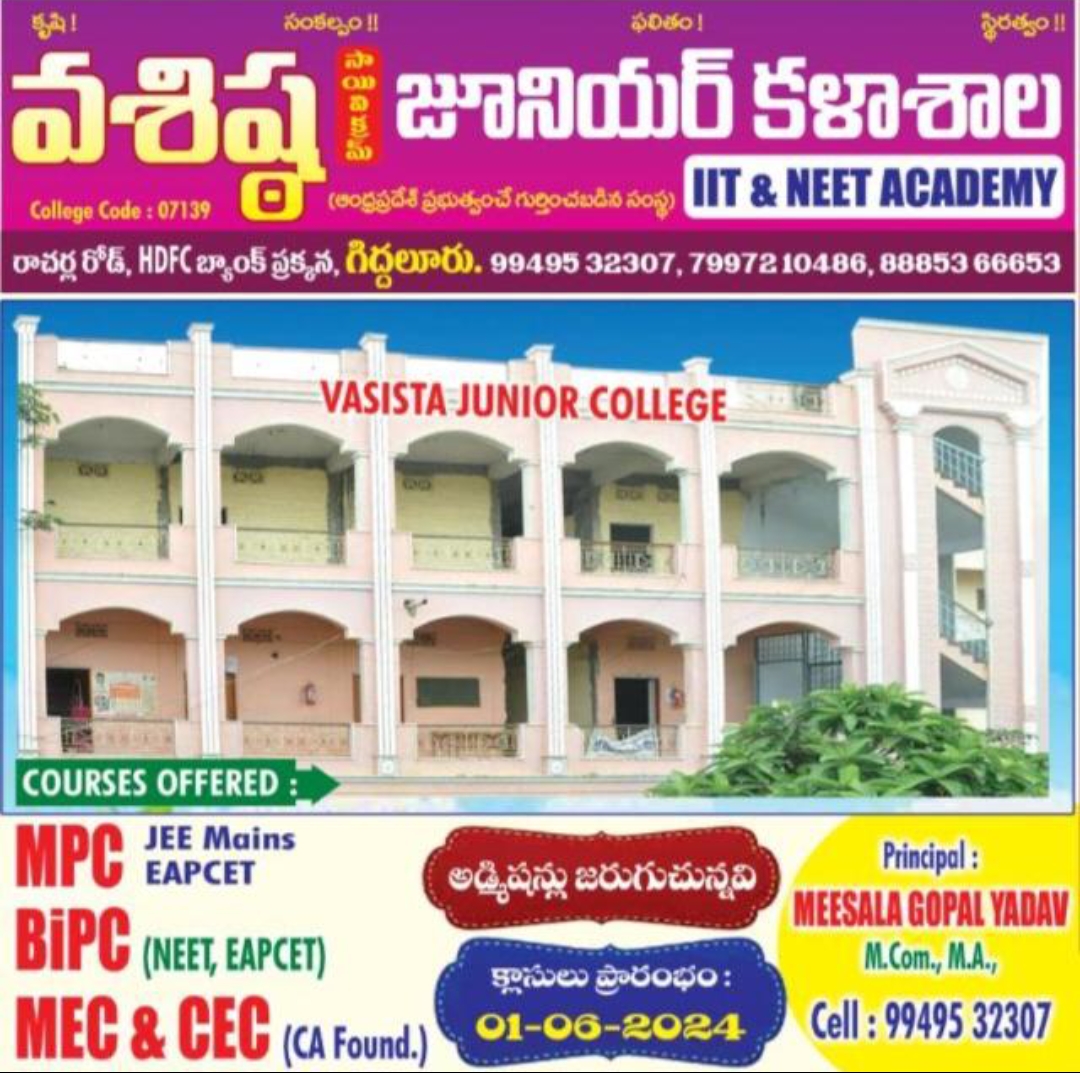 కృషి! సంకల్పం!! ఫలితం! స్థిరత్వం!!
వశిష్ఠ సాయివిక్రమ్ జూనియర్ కళాశాల
College Code : 07139 (ఆంధ్రప్రదేశ్ ప్రభుత్వంచే గుర్తించబడిన సంస్థ) IIT & NEET ACADEMY
రాచర్ల రోడ్, HDFC బ్యాంక్ ప్రక్కన, గిద్దలూరు. 99495 32307, 79972 10486, 88853 66653
VASISTA JUNIOR COLLEGE
COURSES OFFERED :
MPC JEE Mains
EAPCET
BiPC (NEET, EAPCET)
MEC & CEC (CA Found.)
అడ్మిషన్లు జరుగుచున్నవి
క్లాసులు ప్రారంభం :
01-06-2024
Principal :
MEESALA GOPAL YADAV
M.Com., M.A.,
Cell : 99495 32307